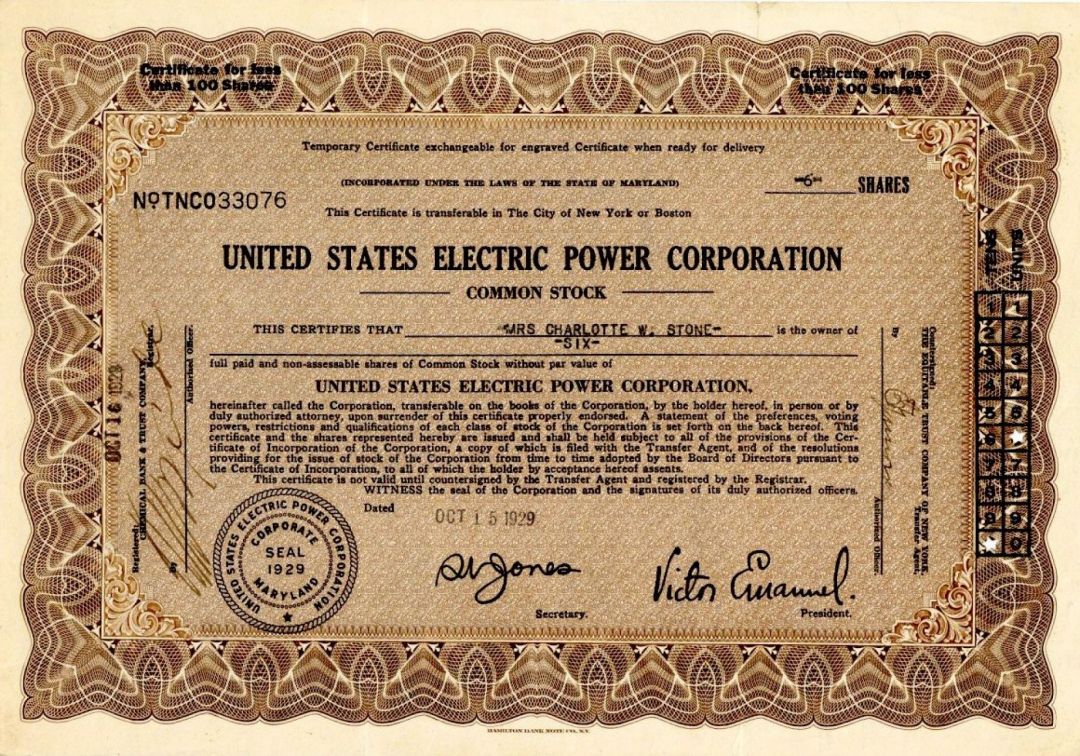 Certificate for less
than 100 Shares
Certificate for less
than 100 Shares
Temporary Certificate exchangeable for engraved Certificate when ready for delivery
(INCORPORATED UNDER THE LAWS OF THE STATE OF MARYLAND)
-6-
SHARES
NO TNCO33076
This Certificate is transferable in The City of New York or Boston
UNITED STATES ELECTRIC POWER CORPORATION
COMMON STOCK
THIS CERTIFIES THAT -MRS CHARLOTTE W. STONE- is the owner of
-SIX-
full paid and non-assessable shares of Common Stock without par value of
UNITED STATES ELECTRIC POWER CORPORATION,
hereinafter called the Corporation, transferable on the books of the Corporation, by the holder hereof, in person or by
duly authorized attorney, upon surrender of this certificate properly endorsed. A statement of the preferences, voting
powers, restrictions and qualifications of each class of stock of the Corporation is set forth on the back hereof. This
certificate and the shares represented hereby are issued and shall be held subject to all of the provisions of the Cer-
tificate of Incorporation of the Corporation, a copy of which is filed with the Transfer Agent, and of the resolutions
providing for the issue of stock of the Corporation from time to time adopted by the Board of Directors pursuant to
the Certificate of Incorporation, to all of which the holder by acceptance hereof assents.
This certificate is not valid until countersigned by the Transfer Agent and registered by the Registrar.
WITNESS the seal of the Corporation and the signatures of its duly authorized officers.
Dated OCT 15 1929
UNITED STATES ELECTRIC POWER CORPORATION
CORPORATE
SEAL
1929
MARYLAND
Jones
Secretary.
Victor Emanuel.
President.
OCT 16 1929
Registered:
CHEMICAL BANK & TRUST COMPANY,
Registrar.
By
Authorized Officer.
Countersigned:
THE EQUITABLE TRUST COMPANY OF NEW YORK,
Transfer Agent.
by
Authorized Officer.
TENS UNITS
1 1
2 2
3 3
4 4
5 6
6
7 7
8 8
9 9
0
HAMILTON BANK NOTE CO. N.Y.